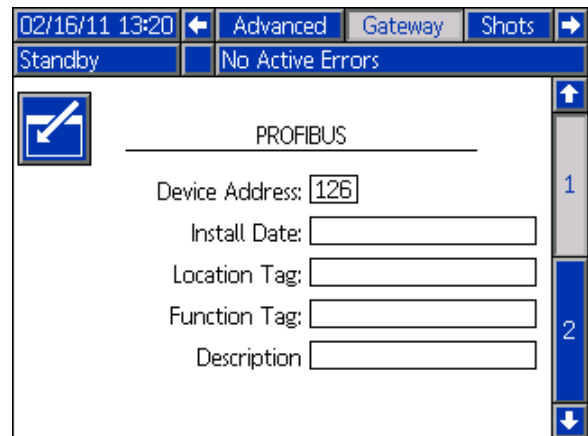 02/16/11 13:20 Advanced Gateway Shots
Standby No Active Errors
PROFIBUS
Device Address: 126
Install Date:
Location Tag:
Function Tag:
Description
1
2